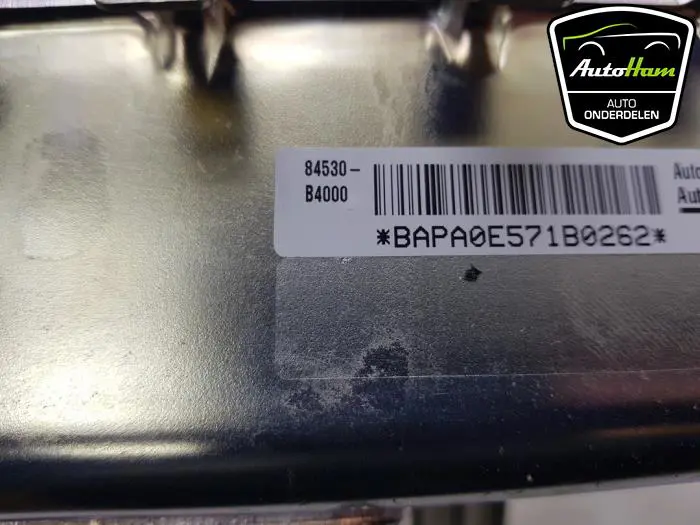 AutoHam
AUTO
ONDERDELEN
84530-
B4000
*BAPA0E571B0262*